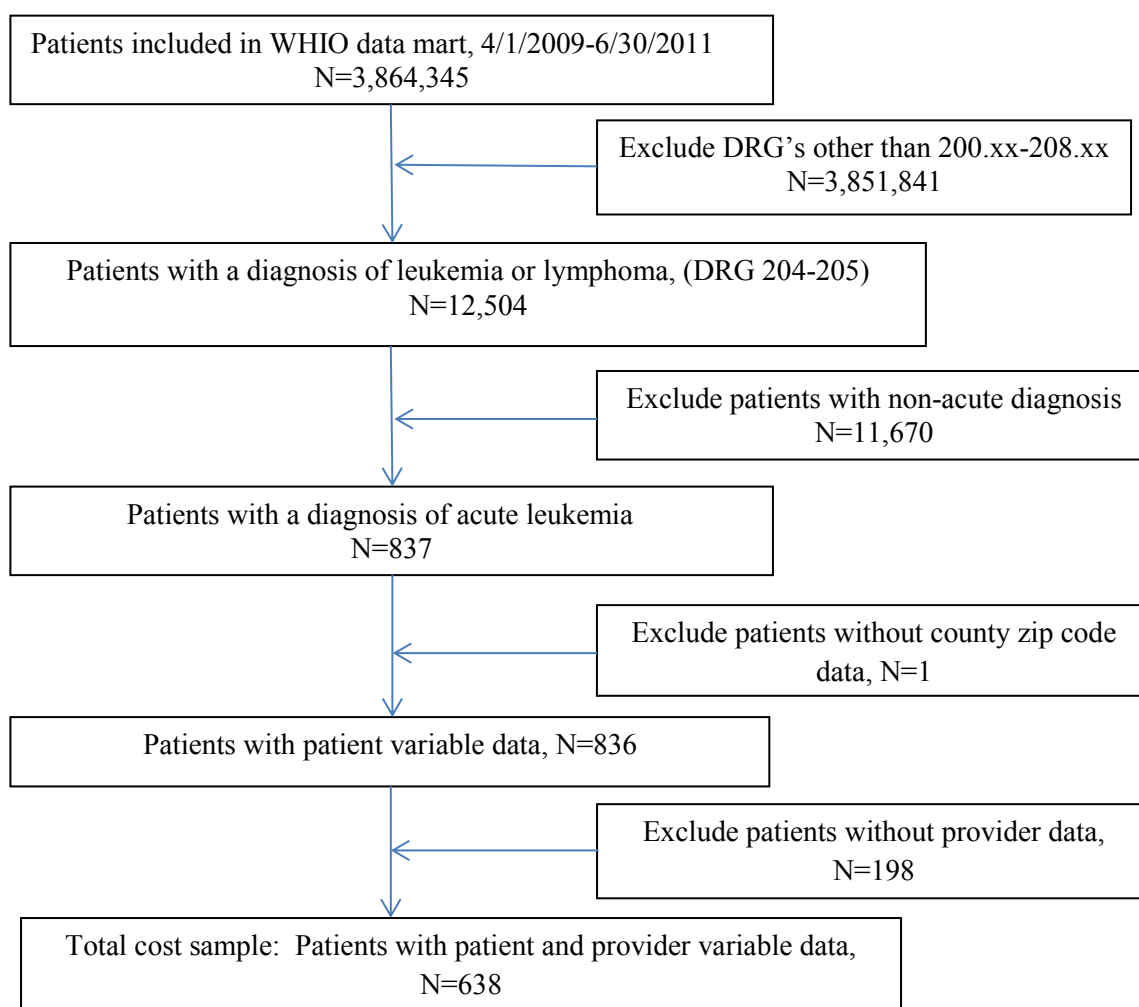 Patients included in WHIO data mart, 4/1/2009-6/30/2011
N=3,864,345
Exclude DRG’s other than 200.xx-208.xx
N=3,851,841
Patients with a diagnosis of leukemia or lymphoma, (DRG 204-205)
N=12,504
Exclude patients with non-acute diagnosis
N=11,670
Patients with a diagnosis of acute leukemia
N=837
Exclude patients without county zip code
data, N=1
Patients with patient variable data, N=836
Exclude patients without provider data,
N=198
Total cost sample:  Patients with patient and provider variable data,
N=638